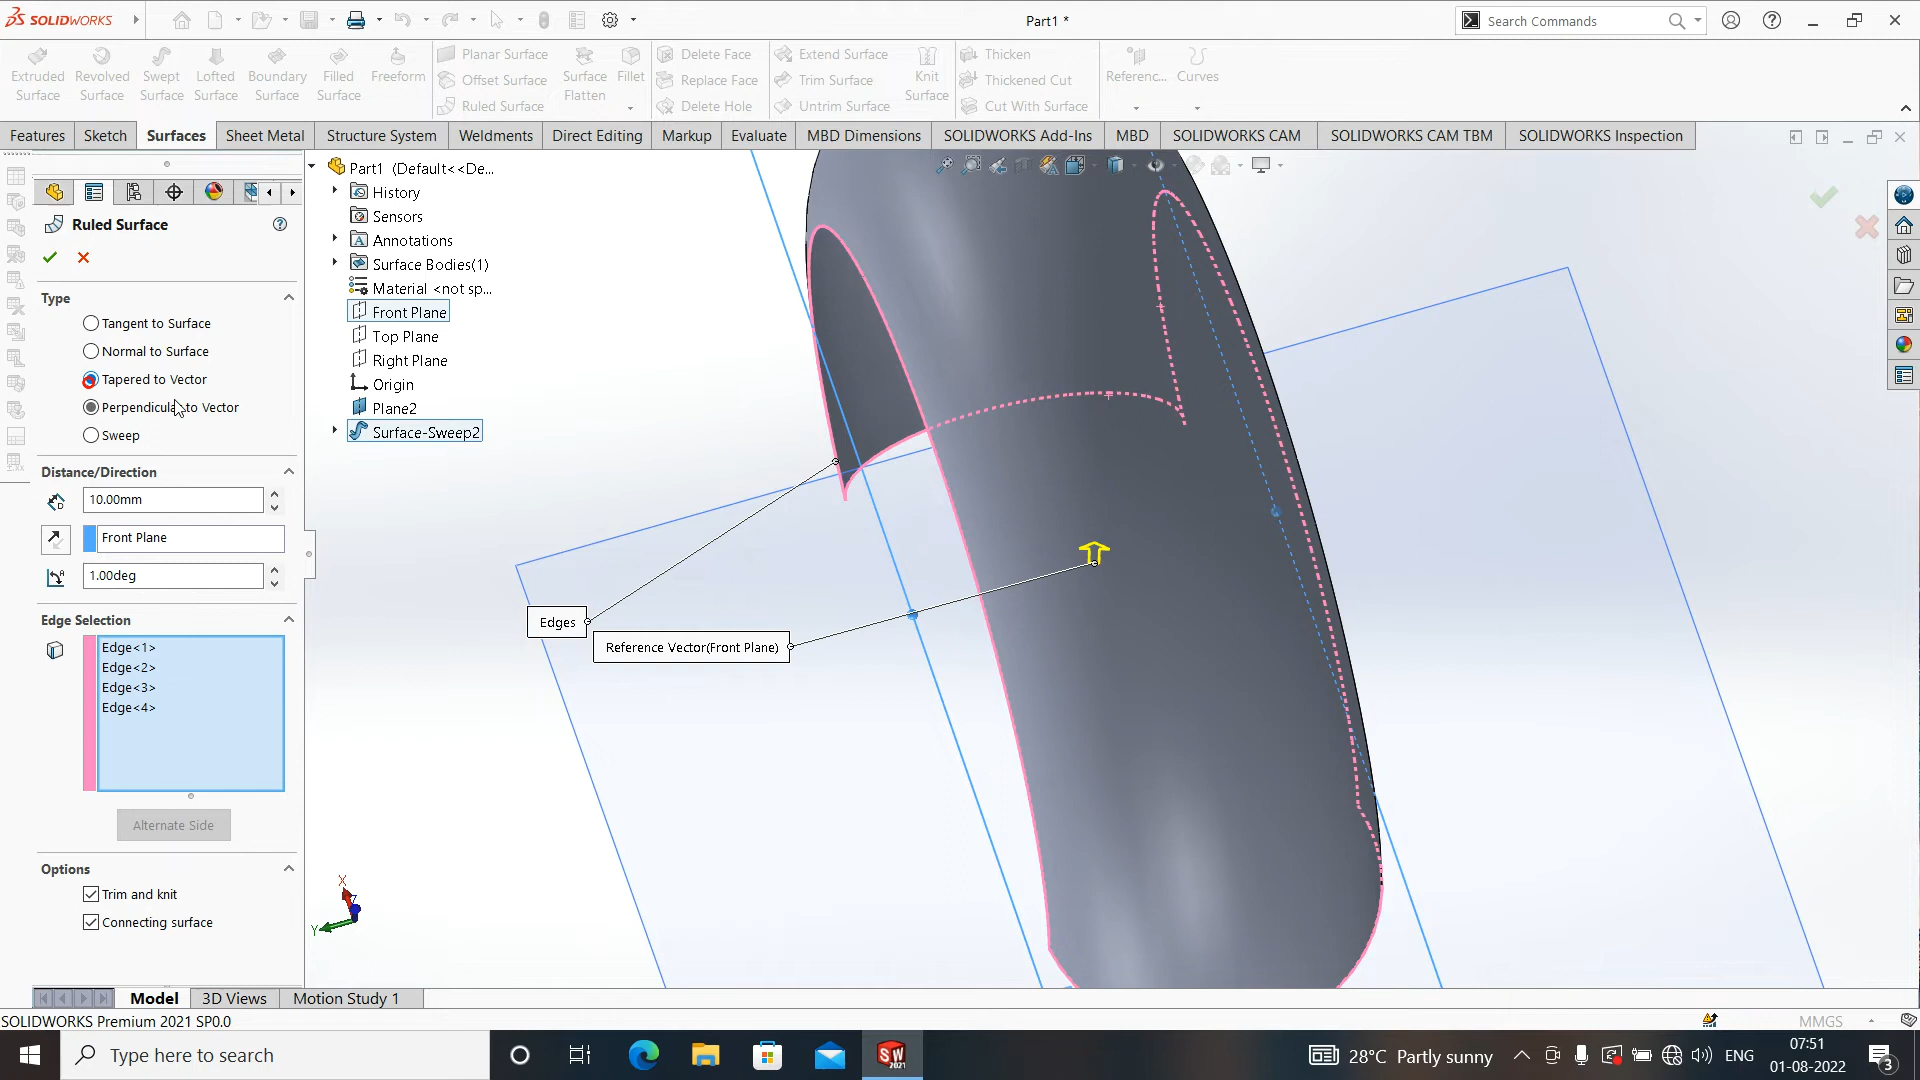 SOLIDWORKS
Part1 *
Search Commands
Extruded Surface
Revolved Surface
Swept Surface
Lofted Surface
Boundary Surface
Filled Surface
Freeform
Planar Surface
Offset Surface
Ruled Surface
Surface Flatten
Fillet
Delete Face
Replace Face
Delete Hole
Extend Surface
Trim Surface
Untrim Surface
Knit Surface
Thicken
Thickened Cut
Cut With Surface
Referenc...
Curves
Features
Sketch
Surfaces
Sheet Metal
Structure System
Weldments
Direct Editing
Markup
Evaluate
MBD Dimensions
SOLIDWORKS Add-Ins
MBD
SOLIDWORKS CAM
SOLIDWORKS CAM TBM
SOLIDWORKS Inspection
Ruled Surface
Type
Tangent to Surface
Normal to Surface
Tapered to Vector
Perpendicular to Vector
Sweep
Distance/Direction
10.00mm
Front Plane
1.00deg
Edge Selection
Edge<1>
Edge<2>
Edge<3>
Edge<4>
Alternate Side
Options
Trim and knit
Connecting surface
Part1 (Default<<De...
History
Sensors
Annotations
Surface Bodies(1)
Material <not sp...
Front Plane
Top Plane
Right Plane
Origin
Plane2
Surface-Sweep2
Edges
Reference Vector(Front Plane)
X
Y
Z
Model
3D Views
Motion Study 1
SOLIDWORKS Premium 2021 SP0.0
MMGS
Type here to search
SW
2021
28°C Partly sunny
ENG
07:51
01-08-2022
3